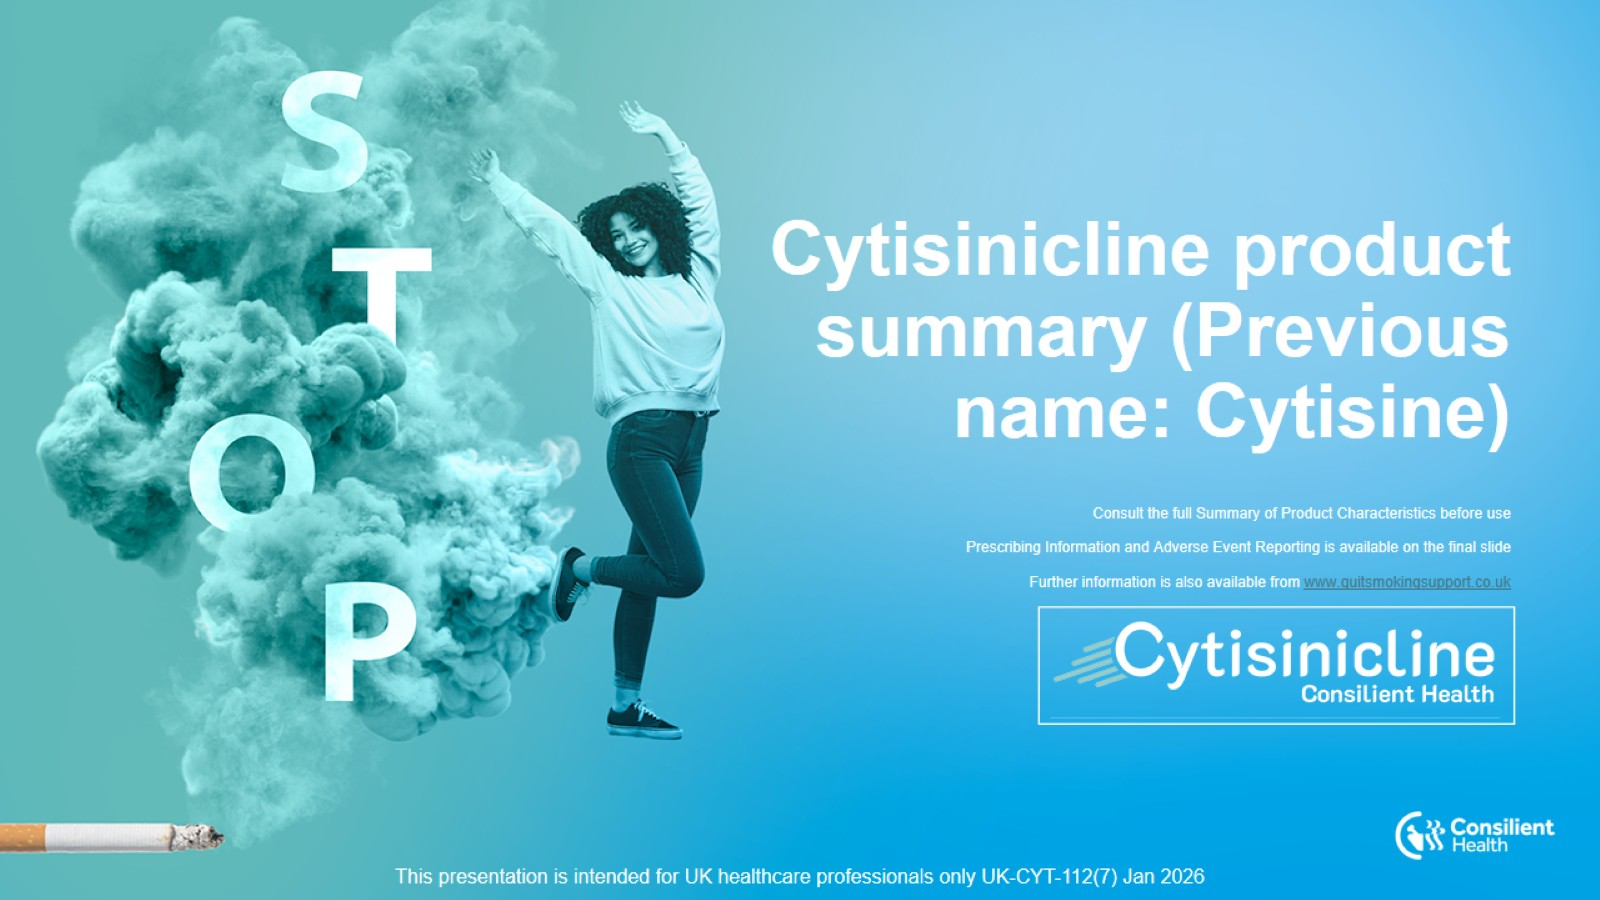 S
T
O
P
Cytisinicline product
summary (Previous
name: Cytisine)
Consult the full Summary of Product Characteristics before use
Prescribing Information and Adverse Event Reporting is available on the final slide
Further information is also available from www.quitsmokingsupport.co.uk
Cytisinicline
Consilient Health
Consilient
Health
This presentation is intended for UK healthcare professionals only UK-CYT-112(7) Jan 2026